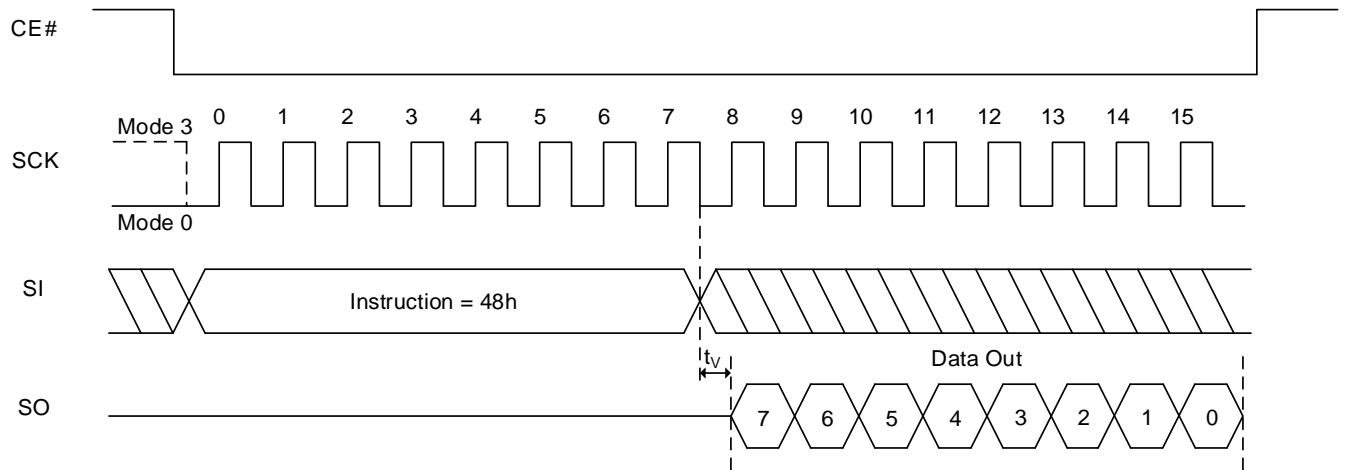 CE#
Mode 3 0 1 2 3 4 5 6 7 8 9 10 11 12 13 14 15
SCK
Mode 0
SI
Instruction = 48h
tV Data Out
SO
7 6 5 4 3 2 1 0